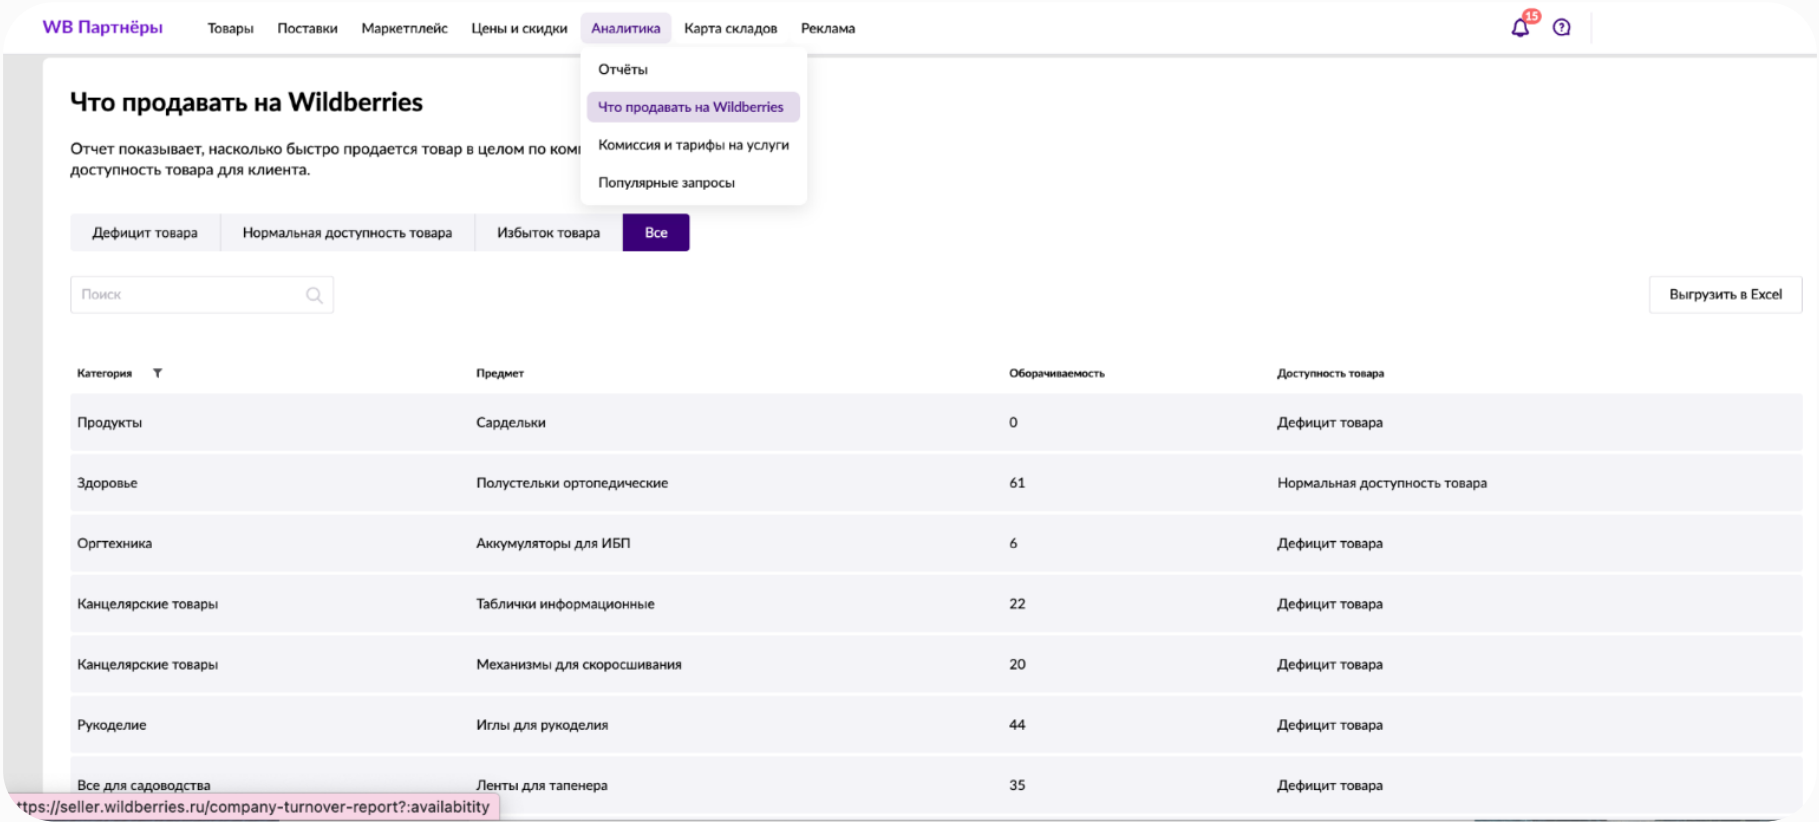 WB Партнёры Товары Поставки Маркетплейс Цены и скидки Аналитика Карта складов Реклама 15
Отчёты
Что продавать на Wildberries
Комиссия и тарифы на услуги
Популярные запросы
Что продавать на Wildberries
Отчет показывает, насколько быстро продается товар в целом по
доступность товара для клиента.
Дефицит товара Нормальная доступность товара Избыток товара Все
Поиск Выгрузить в Excel
Категория Предмет Оборачиваемость Доступность товара
Продукты Сардельки 0 Дефицит товара
Здоровье Полустельки ортопедические 61 Нормальная доступность товара
Оргтехника Аккумуляторы для ИБП 6 Дефицит товара
Канцелярские товары Таблички информационные 22 Дефицит товара
Канцелярские товары Механизмы для скоросшивания 20 Дефицит товара
Рукоделие Иглы для рукоделия 44 Дефицит товара
Все для садоводства Ленты для тапенера 35 Дефицит товара
ttps://seller.wildberries.ru/company-turnover-report?:availabitity